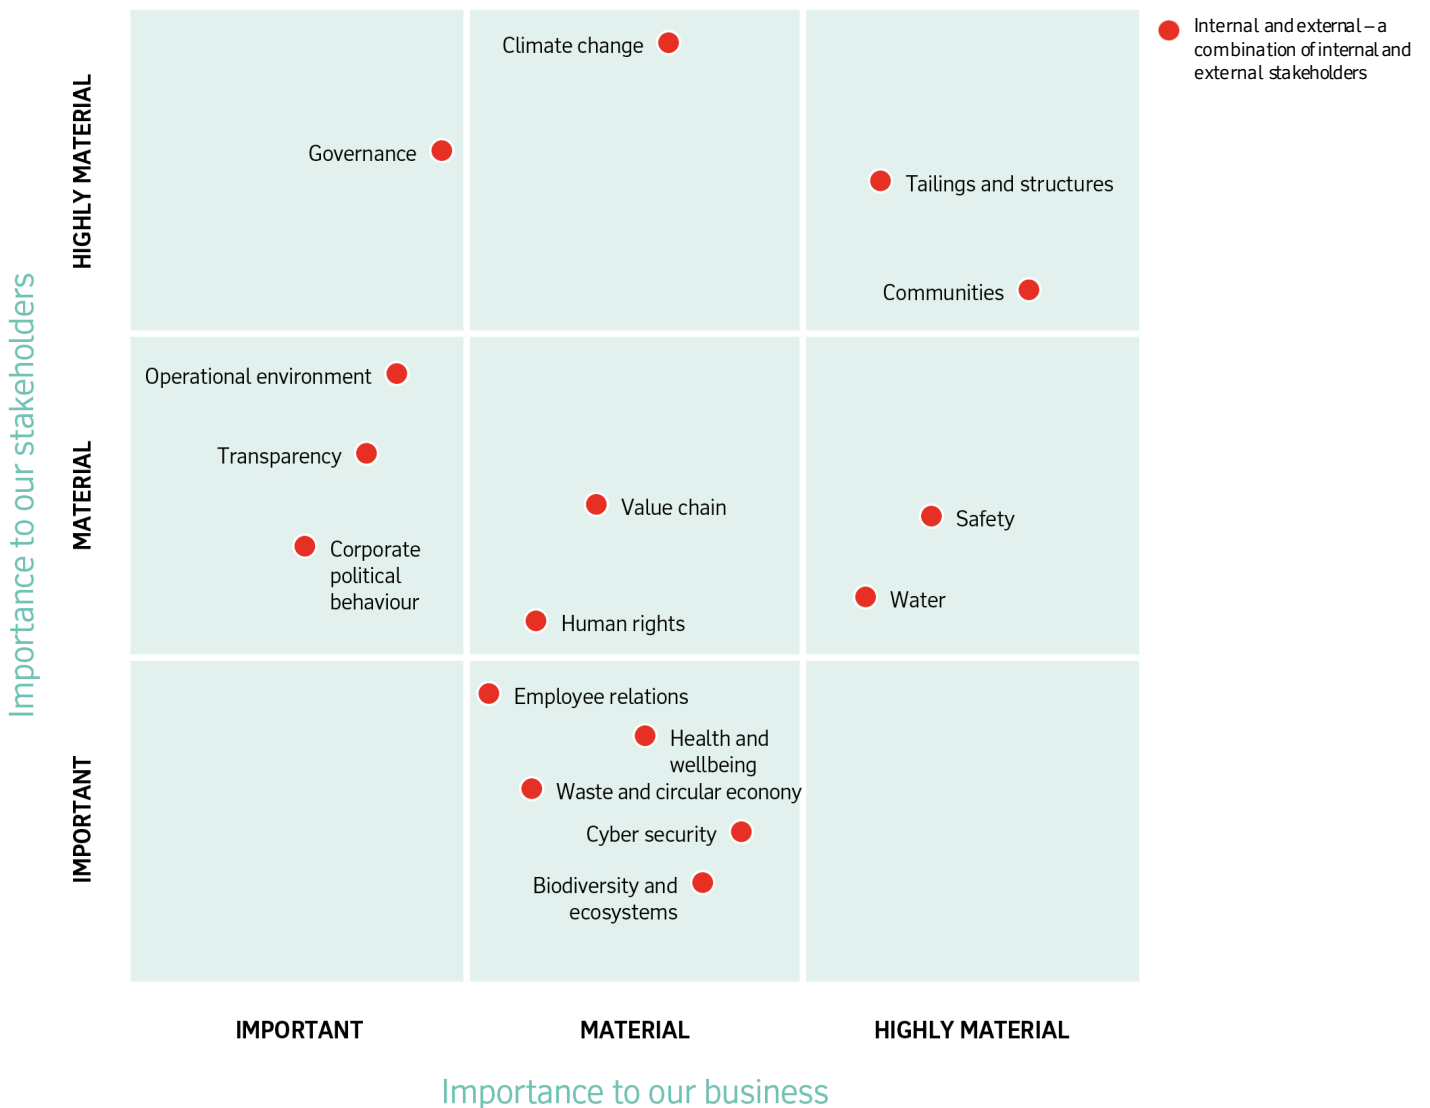 Internal and external – a
combination of internal and
external stakeholders
Climate change
Governance
Tailings and structures
Communities
HIGHLY MATERIAL
Operational environment
Transparency
Corporate
political
behaviour
Value chain
Human rights
Safety
Water
MATERIAL
Importance to our stakeholders
Employee relations
Health and
wellbeing
Waste and circular econony
Cyber security
Biodiversity and
ecosystems
IMPORTANT
IMPORTANT
MATERIAL
HIGHLY MATERIAL
Importance to our business